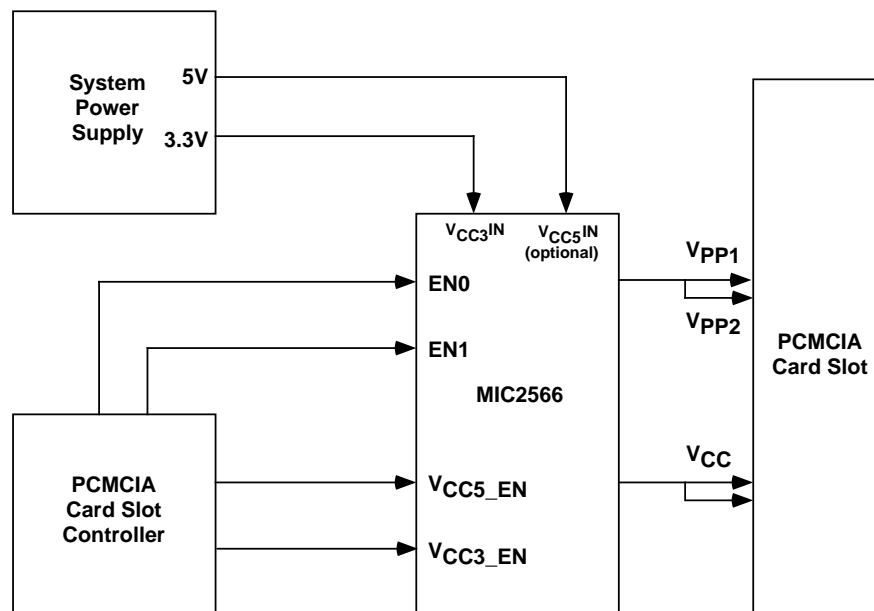 System
Power
Supply
5V
3.3V
VCC3IN
VCC5IN
(optional)
EN0
EN1
MIC2566
VCC5_EN
VCC3_EN
PCMCIA
Card Slot
Controller
VPP1
VPP2
VCC
PCMCIA
Card Slot